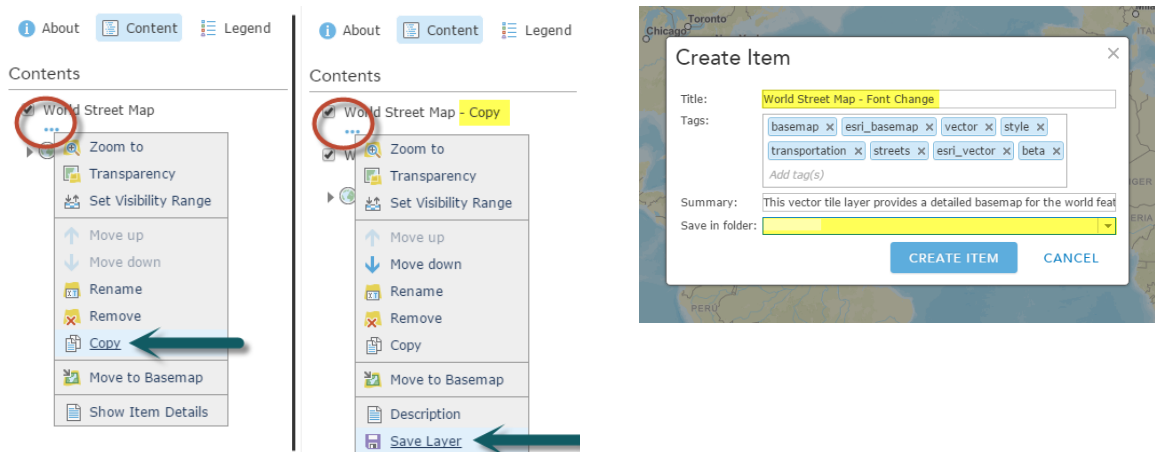 About Content Legend
Contents
World Street Map
Zoom to
Transparency
Set Visibility Range
Move up
Move down
Rename
Remove
Copy
Move to Basemap
Show Item Details
About Content Legend
Contents
World Street Map - Copy
W
Zoom to
Transparency
Set Visibility Range
Move up
Move down
Rename
Remove
Copy
Move to Basemap
Description
Save Layer
Toronto
Chicago
ITA
Create Item
Title: World Street Map - Font Change
Tags: basemap x esri_basemap x vector x style x
transportation x streets x esri_vector x beta x
Add tag(s)
Summary: This vector tile layer provides a detailed basemap for the world feat
Save in folder:
CREATE ITEM CANCEL
IGER
ERIA
PERU